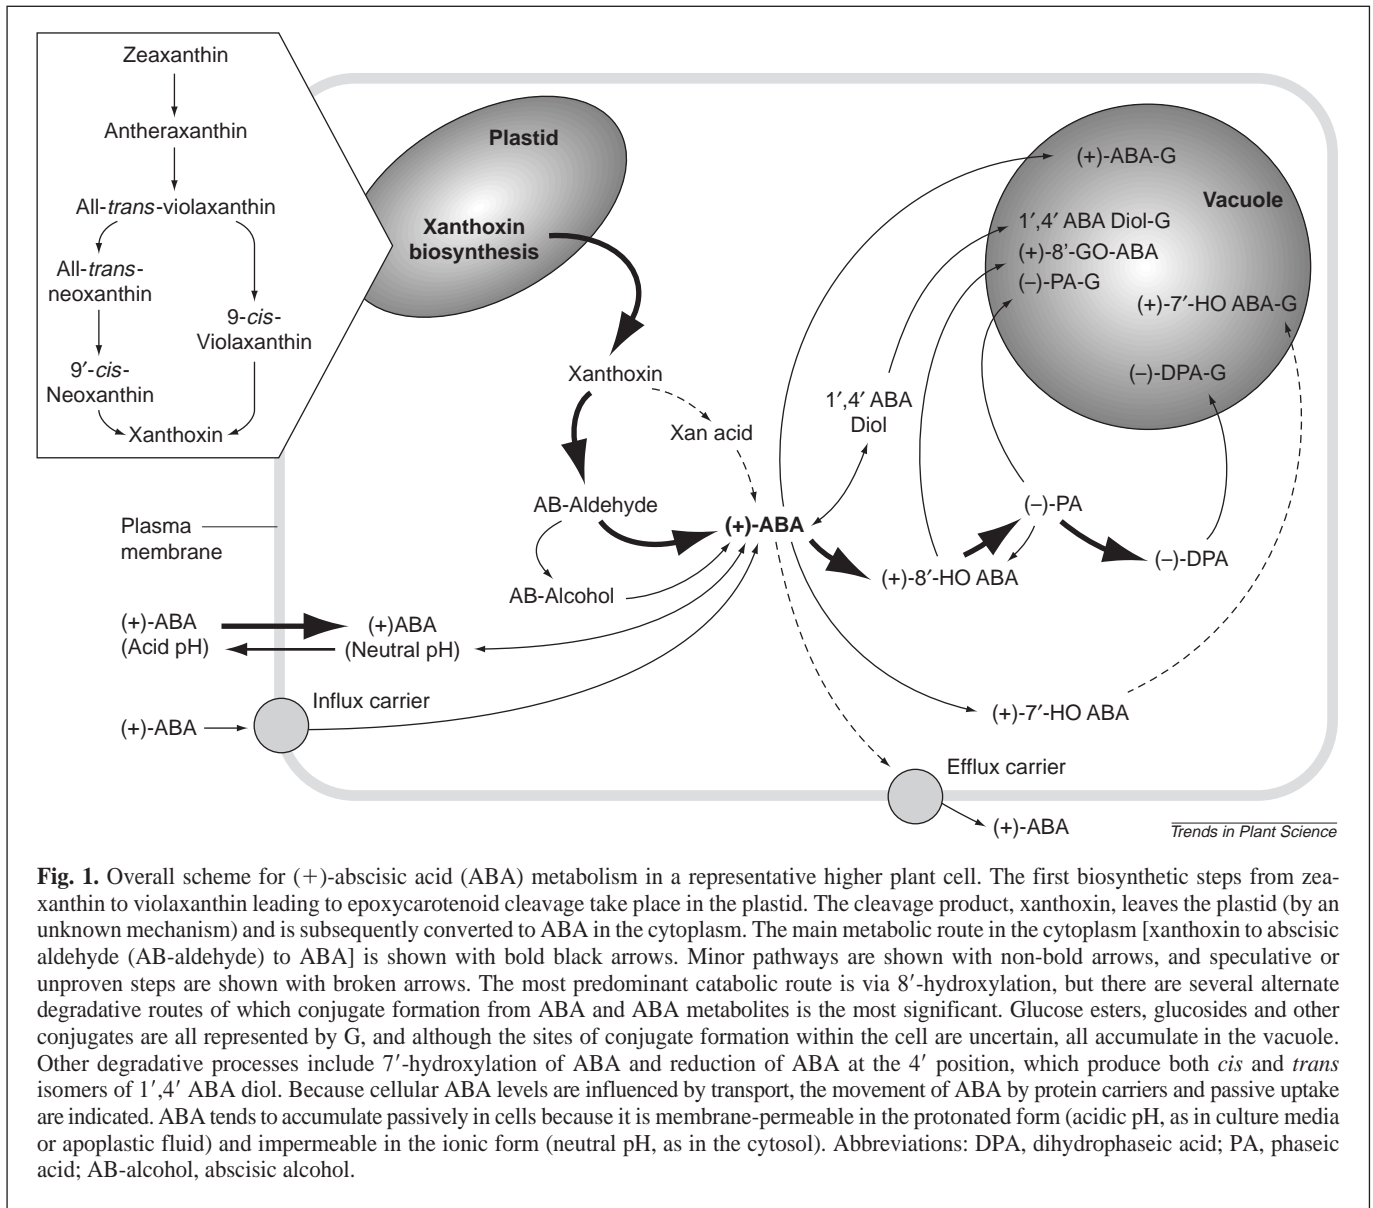 Zeaxanthin
Antheraxanthin
All-trans-violaxanthin
All-trans-
neoxanthin
9-cis-
Violaxanthin
9′-cis-
Neoxanthin
Xanthoxin
Plastid
Xanthoxin
biosynthesis
Xanthoxin
Xan acid
AB-Aldehyde
AB-Alcohol
(+)-ABA
1′,4′ ABA
Diol
(+)-8′-HO ABA
(–)-PA
(–)-DPA
(+)-7′-HO ABA
Vacuole
(+)-ABA-G
1′,4′ ABA Diol-G
(+)-8'-GO-ABA
(–)-PA-G
(+)-7′-HO ABA-G
(–)-DPA-G
Plasma
membrane
(+)-ABA
(Acid pH)
(+)ABA
(Neutral pH)
(+)-ABA
Influx carrier
Efflux carrier
(+)-ABA
Trends in Plant Science
Fig. 1. Overall scheme for (+)-abscisic acid (ABA) metabolism in a representative higher plant cell. The first biosynthetic steps from zea-
xanthin to violaxanthin leading to epoxycarotenoid cleavage take place in the plastid. The cleavage product, xanthoxin, leaves the plastid (by an
unknown mechanism) and is subsequently converted to ABA in the cytoplasm. The main metabolic route in the cytoplasm [xanthoxin to abscisic
aldehyde (AB-aldehyde) to ABA] is shown with bold black arrows. Minor pathways are shown with non-bold arrows, and speculative or
unproven steps are shown with broken arrows. The most predominant catabolic route is via 8′-hydroxylation, but there are several alternate
degradative routes of which conjugate formation from ABA and ABA metabolites is the most significant. Glucose esters, glucosides and other
conjugates are all represented by G, and although the sites of conjugate formation within the cell are uncertain, all accumulate in the vacuole.
Other degradative processes include 7′-hydroxylation of ABA and reduction of ABA at the 4′ position, which produce both cis and trans
isomers of 1′,4′ ABA diol. Because cellular ABA levels are influenced by transport, the movement of ABA by protein carriers and passive uptake
are indicated. ABA tends to accumulate passively in cells because it is membrane-permeable in the protonated form (acidic pH, as in culture media
or apoplastic fluid) and impermeable in the ionic form (neutral pH, as in the cytosol). Abbreviations: DPA, dihydrophaseic acid; PA, phaseic
acid; AB-alcohol, abscisic alcohol.